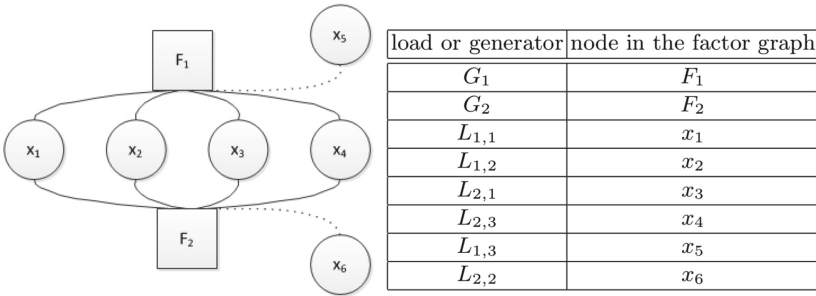 x5
F1
x1
x2
x3
x4
F2
x6
load or generator node in the factor graph
G1 F1
G2 F2
L1,1 x1
L1,2 x2
L2,1 x3
L2,3 x4
L1,3 x5
L2,2 x6